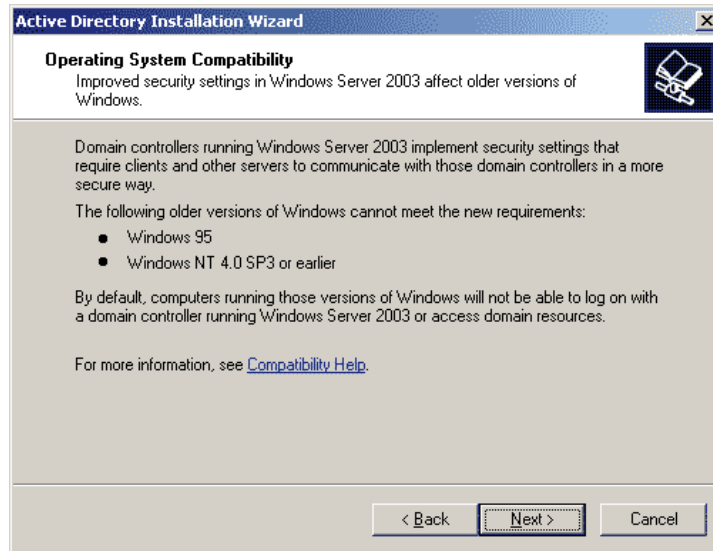 Active Directory Installation Wizard
Operating System Compatibility
Improved security settings in Windows Server 2003 affect older versions of
Windows.
Domain controllers running Windows Server 2003 implement security settings that
require clients and other servers to communicate with those domain controllers in a more
secure way.
The following older versions of Windows cannot meet the new requirements:
● Windows 95
● Windows NT 4.0 SP3 or earlier
By default, computers running those versions of Windows will not be able to log on with
a domain controller running Windows Server 2003 or access domain resources.
For more information, see Compatibility Help.
< Back Next > Cancel